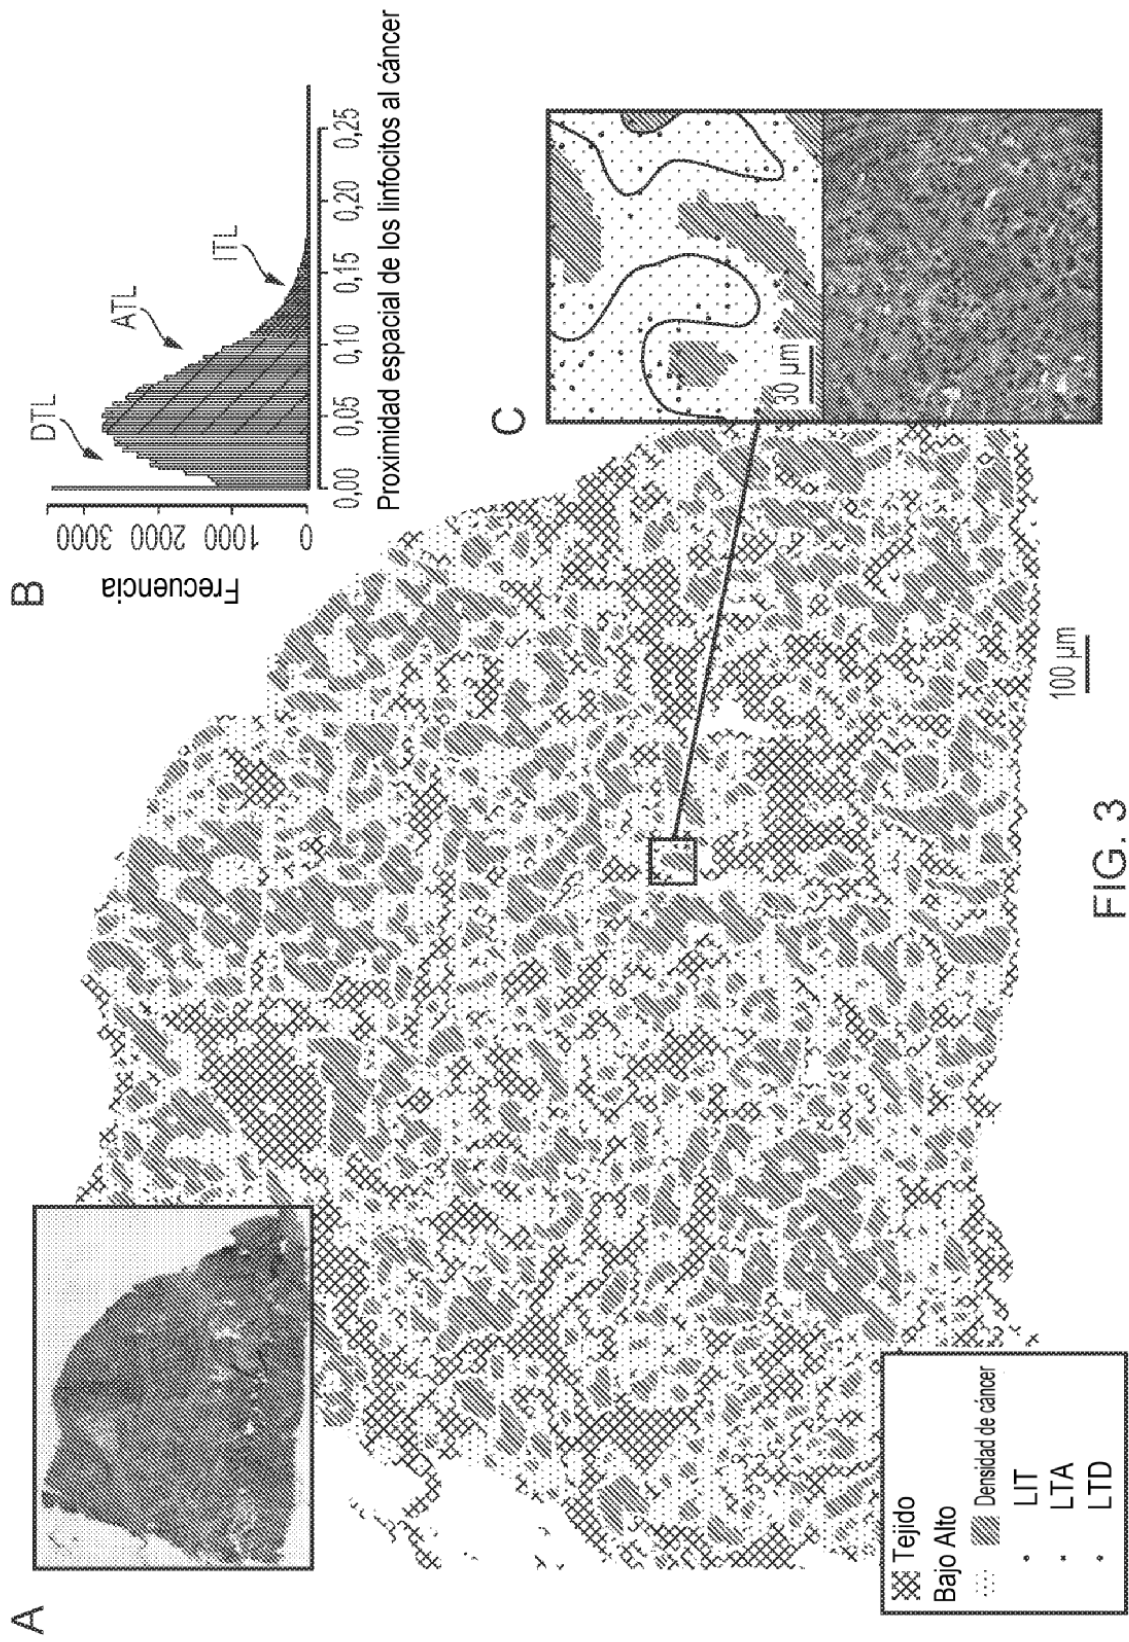 A
Tejido
Bajo Alto
Densidad de cáncer
LIT
LTA
LTD
B
Frecuencia
3000
2000
1000
0
DTL
ATL
ITL
0,00 0,05 0,10 0,15 0,20 0,25
Proximidad espacial de los linfocitos al cáncer
C
30 µm
100 µm
FIG. 3